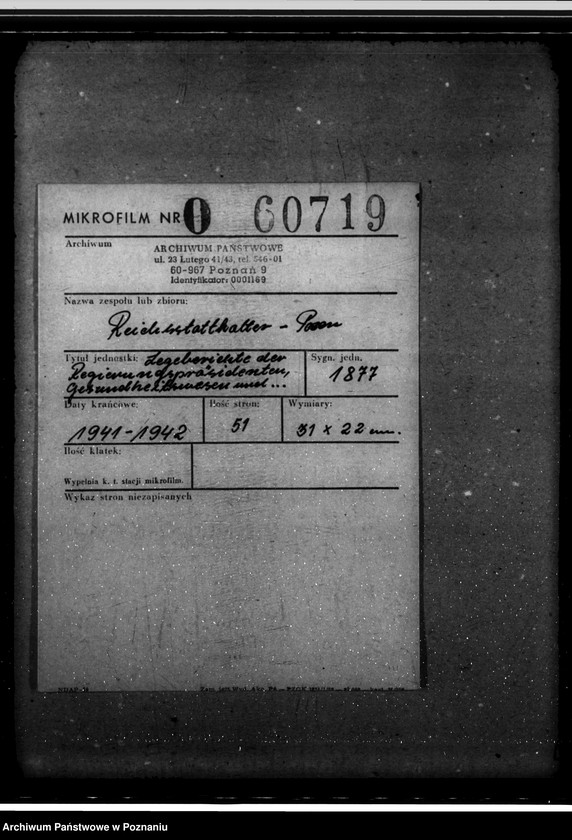 MIKROFILM NR 0 60719
Archiwum
ARCHIWUM PAŃSTWOWE
ul. 23 Lutego 41/43, tel. 546-01
60-967 Poznań 9
Identyfikator: 0001169
Nazwa zespołu lub zbioru:
Reichsstatthalter - Posen
Tytuł jednostki: Lageberichte der
Regierungspräsidenten,
Gesundheitswesen und...
Sygn. jedn.
1877
Daty krańcowe:
1941-1942
Ilość stron:
51
Wymiary:
31 x 22 cm.
Ilość klatek:
Wypełnia k. t. stacji mikrofilm.
Wykaz stron niezapisanych
Archiwum Państwowe w Poznaniu